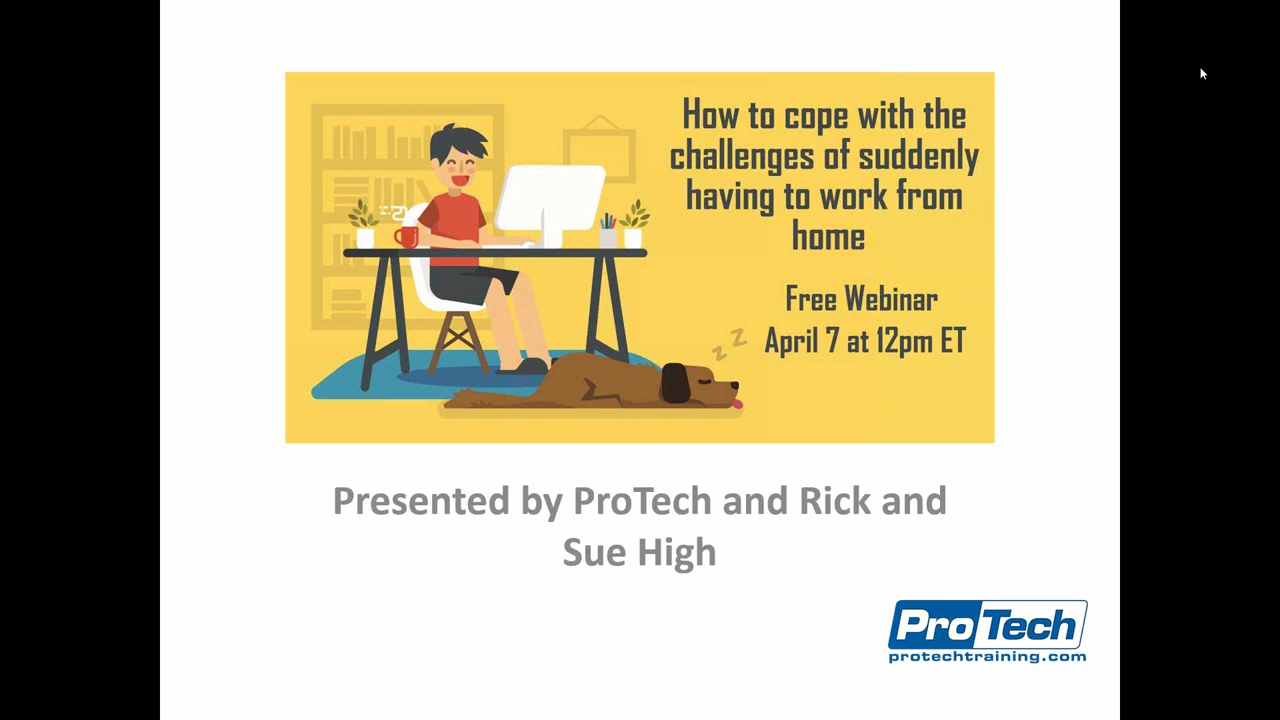 How to cope with the
challenges of suddenly
having to work from
home
Free Webinar
April 7 at 12pm ET
z z
Presented by ProTech and Rick and
Sue High
ProTech
protechtraining.com